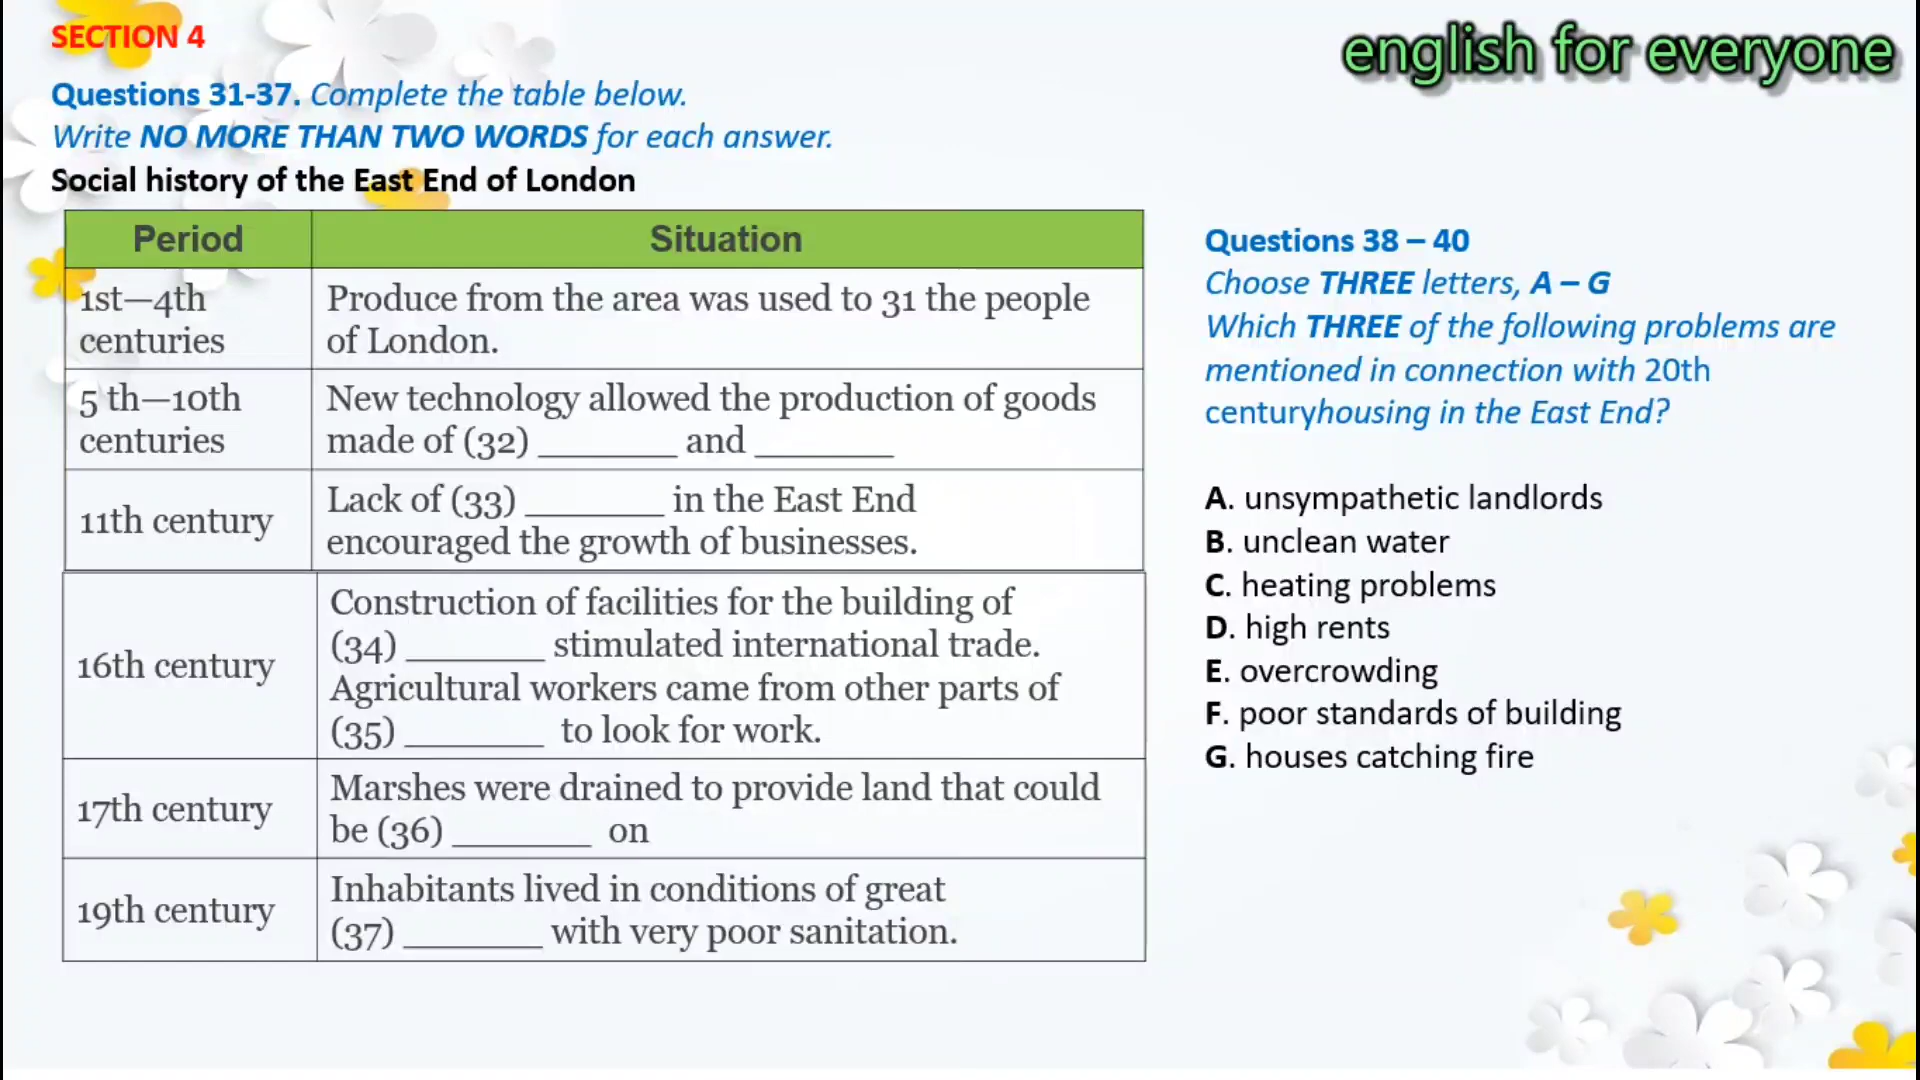 SECTION 4
english for everyone
Questions 31-37. Complete the table below.
Write NO MORE THAN TWO WORDS for each answer.
Social history of the East End of London
Period Situation
1st—4th centuries
Produce from the area was used to 31 the people
of London.
5 th—10th centuries
New technology allowed the production of goods
made of (32) _______ and _______
11th century
Lack of (33) _______ in the East End
encouraged the growth of businesses.
16th century
Construction of facilities for the building of
(34) _______ stimulated international trade.
Agricultural workers came from other parts of
(35) _______ to look for work.
17th century
Marshes were drained to provide land that could
be (36) _______ on
19th century
Inhabitants lived in conditions of great
(37) _______ with very poor sanitation.
Questions 38 – 40
Choose THREE letters, A – G
Which THREE of the following problems are
mentioned in connection with 20th
centuryhousing in the East End?
A. unsympathetic landlords
B. unclean water
C. heating problems
D. high rents
E. overcrowding
F. poor standards of building
G. houses catching fire